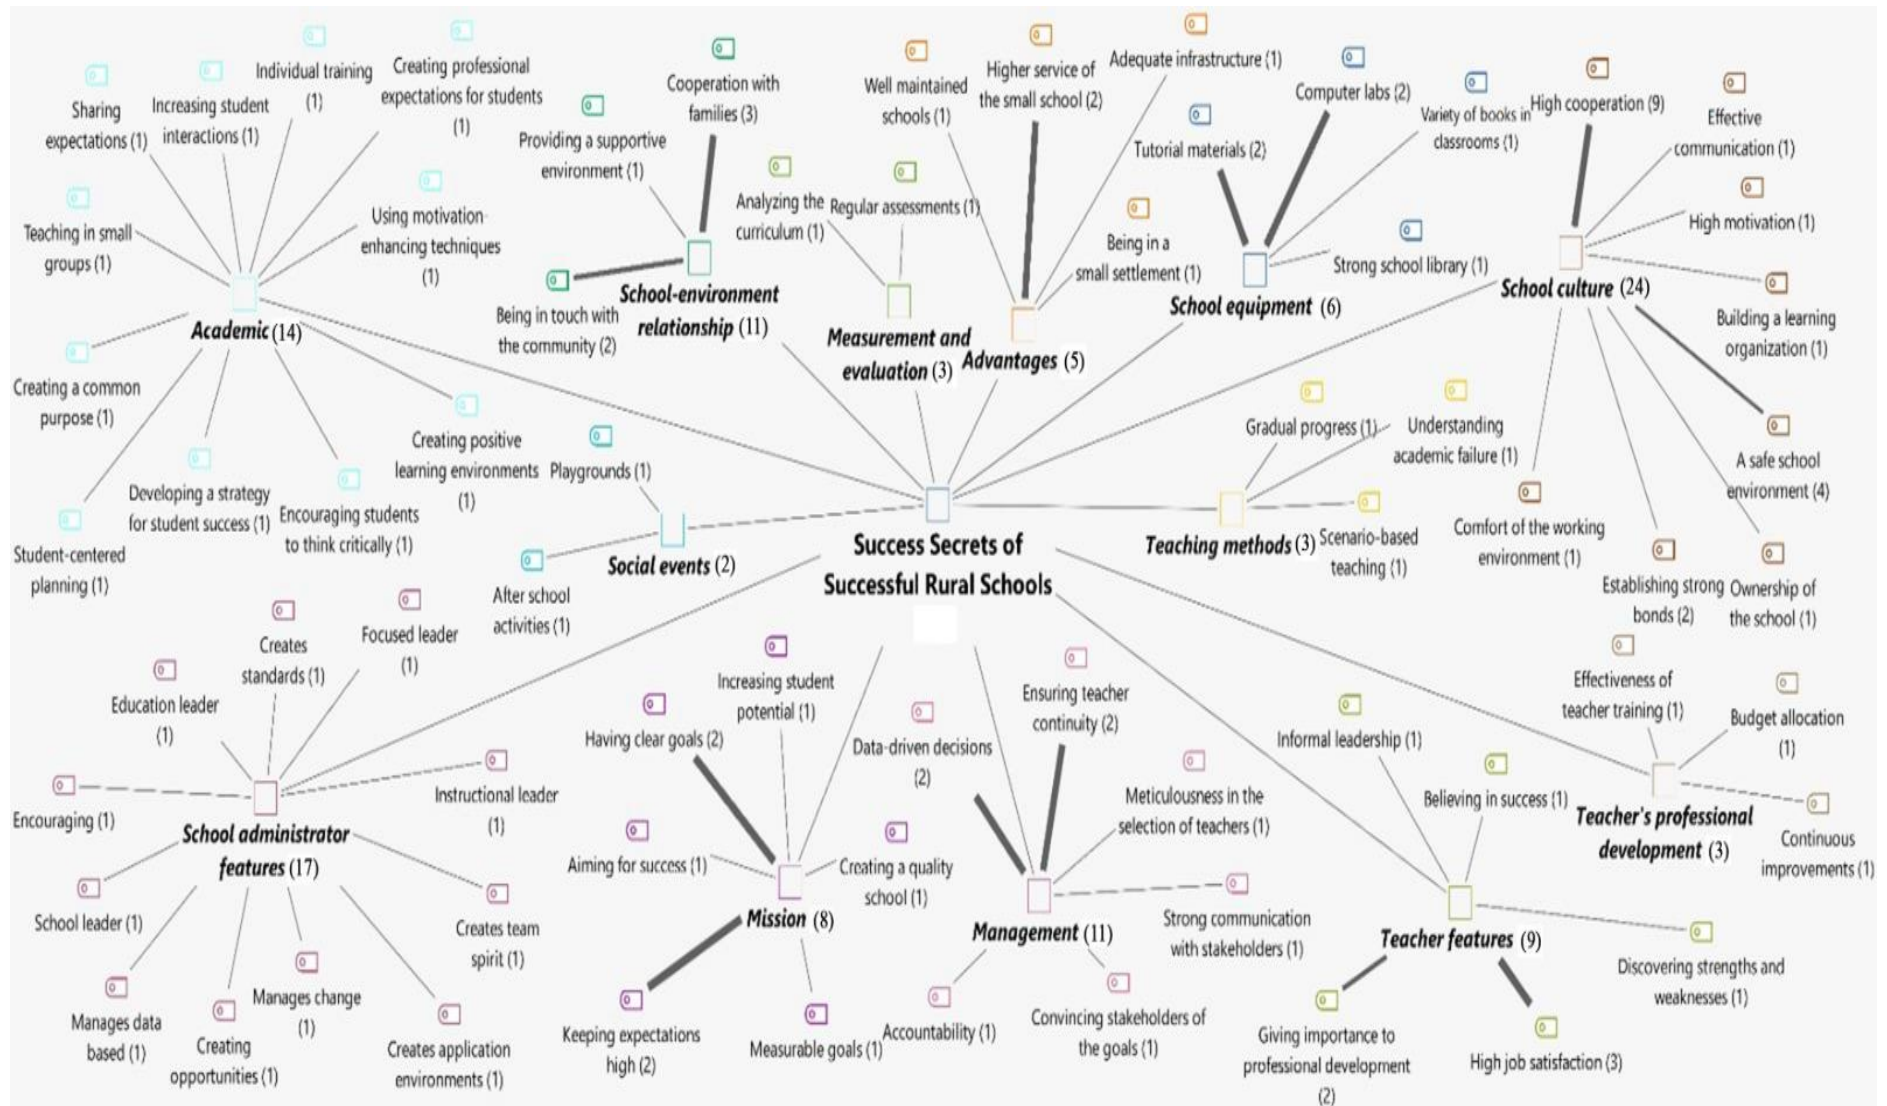 Sharing
expectations (1)
Increasing student
interactions (1)
Individual training
(1)
Creating professional
expectations for students
(1)
Teaching in small
groups (1)
Using motivation-
enhancing techniques
(1)
Academic (14)
Creating a common
purpose (1)
Student-centered
planning (1)
Developing a strategy
for student success (1)
Encouraging students
to think critically (1)
Creating positive
learning environments
(1)
Cooperation with
families (3)
Providing a supportive
environment (1)
Being in touch with
the community (2)
School-environment
relationship (11)
Analyzing the
curriculum (1)
Regular assessments (1)
Measurement and
evaluation (3)
Well maintained
schools (1)
Higher service of
the small school (2)
Adequate infrastructure (1)
Being in a
small settlement (1)
Advantages (5)
Tutorial materials (2)
Computer labs (2)
Variety of books in
classrooms (1)
Strong school library (1)
School equipment (6)
High cooperation (9)
Effective
communication (1)
High motivation (1)
School culture (24)
Building a learning
organization (1)
A safe school
environment (4)
Comfort of the working
environment (1)
Establishing strong
bonds (2)
Ownership of
the school (1)
Gradual progress (1)
Understanding
academic failure (1)
Scenario-based
teaching (1)
Teaching methods (3)
Playgrounds (1)
After school
activities (1)
Social events (2)
Success Secrets of
Successful Rural Schools
Creates
standards (1)
Focused leader
(1)
Education leader
(1)
Encouraging (1)
Instructional leader
(1)
School administrator
features (17)
School leader (1)
Creates team
spirit (1)
Manages data
based (1)
Creating
opportunities (1)
Manages change
(1)
Creates application
environments (1)
Increasing student
potential (1)
Having clear goals (2)
Aiming for success (1)
Creating a quality
school (1)
Mission (8)
Keeping expectations
high (2)
Measurable goals (1)
Ensuring teacher
continuity (2)
Data-driven decisions
(2)
Meticulousness in the
selection of teachers (1)
Strong communication
with stakeholders (1)
Management (11)
Accountability (1)
Convincing stakeholders of
the goals (1)
Informal leadership (1)
Believing in success (1)
Teacher features (9)
Discovering strengths and
weaknesses (1)
Giving importance to
professional development
(2)
High job satisfaction (3)
Effectiveness of
teacher training (1)
Budget allocation
(1)
Teacher's professional
development (3)
Continuous
improvements (1)